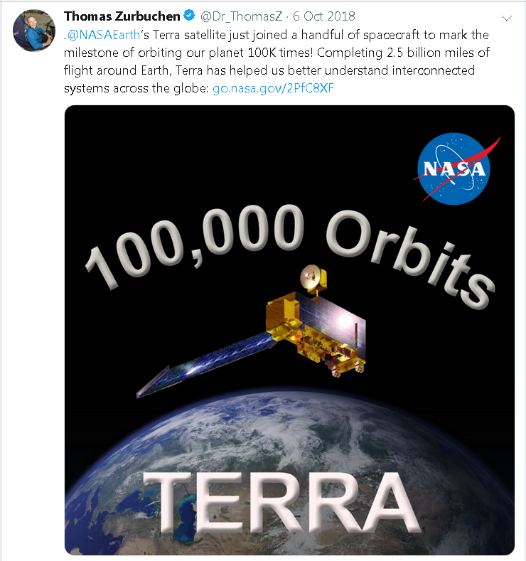 Thomas Zurbuchen @Dr_ThomasZ · 6 Oct 2018
.@NASAEarth's Terra satellite just joined a handful of spacecraft to mark the
milestone of orbiting our planet 100K times! Completing 2.5 billion miles of
flight around Earth, Terra has helped us better understand interconnected
systems across the globe: go.nasa.gov/2PfC8XF
NASA
100,000 Orbits
TERRA